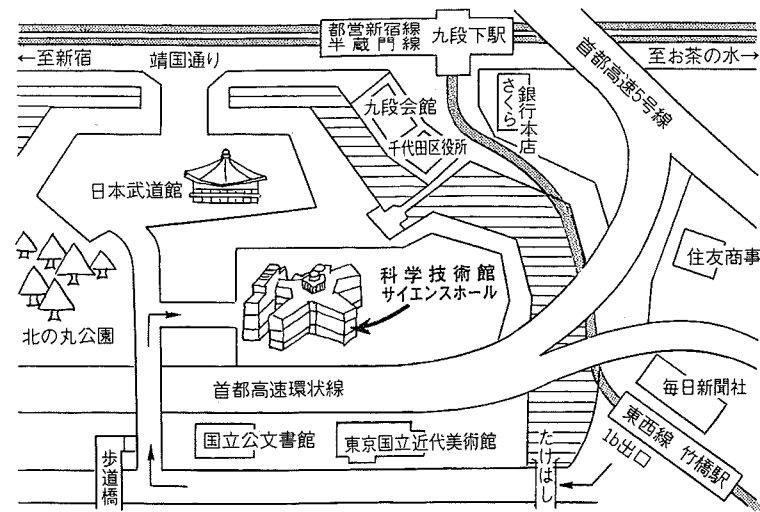 都営新宿線
半蔵門線
九段下駅
←至新宿
靖国通り
首都高速5号線
至お茶の水→
九段会館
さくら
銀行本店
千代田区役所
日本武道館
住友商事
科学技術館
サイエンスホール
北の丸公園
首都高速環状線
毎日新聞社
国立公文書館
東京国立近代美術館
東西線 竹橋駅
1b出口
たけはし
歩道橋